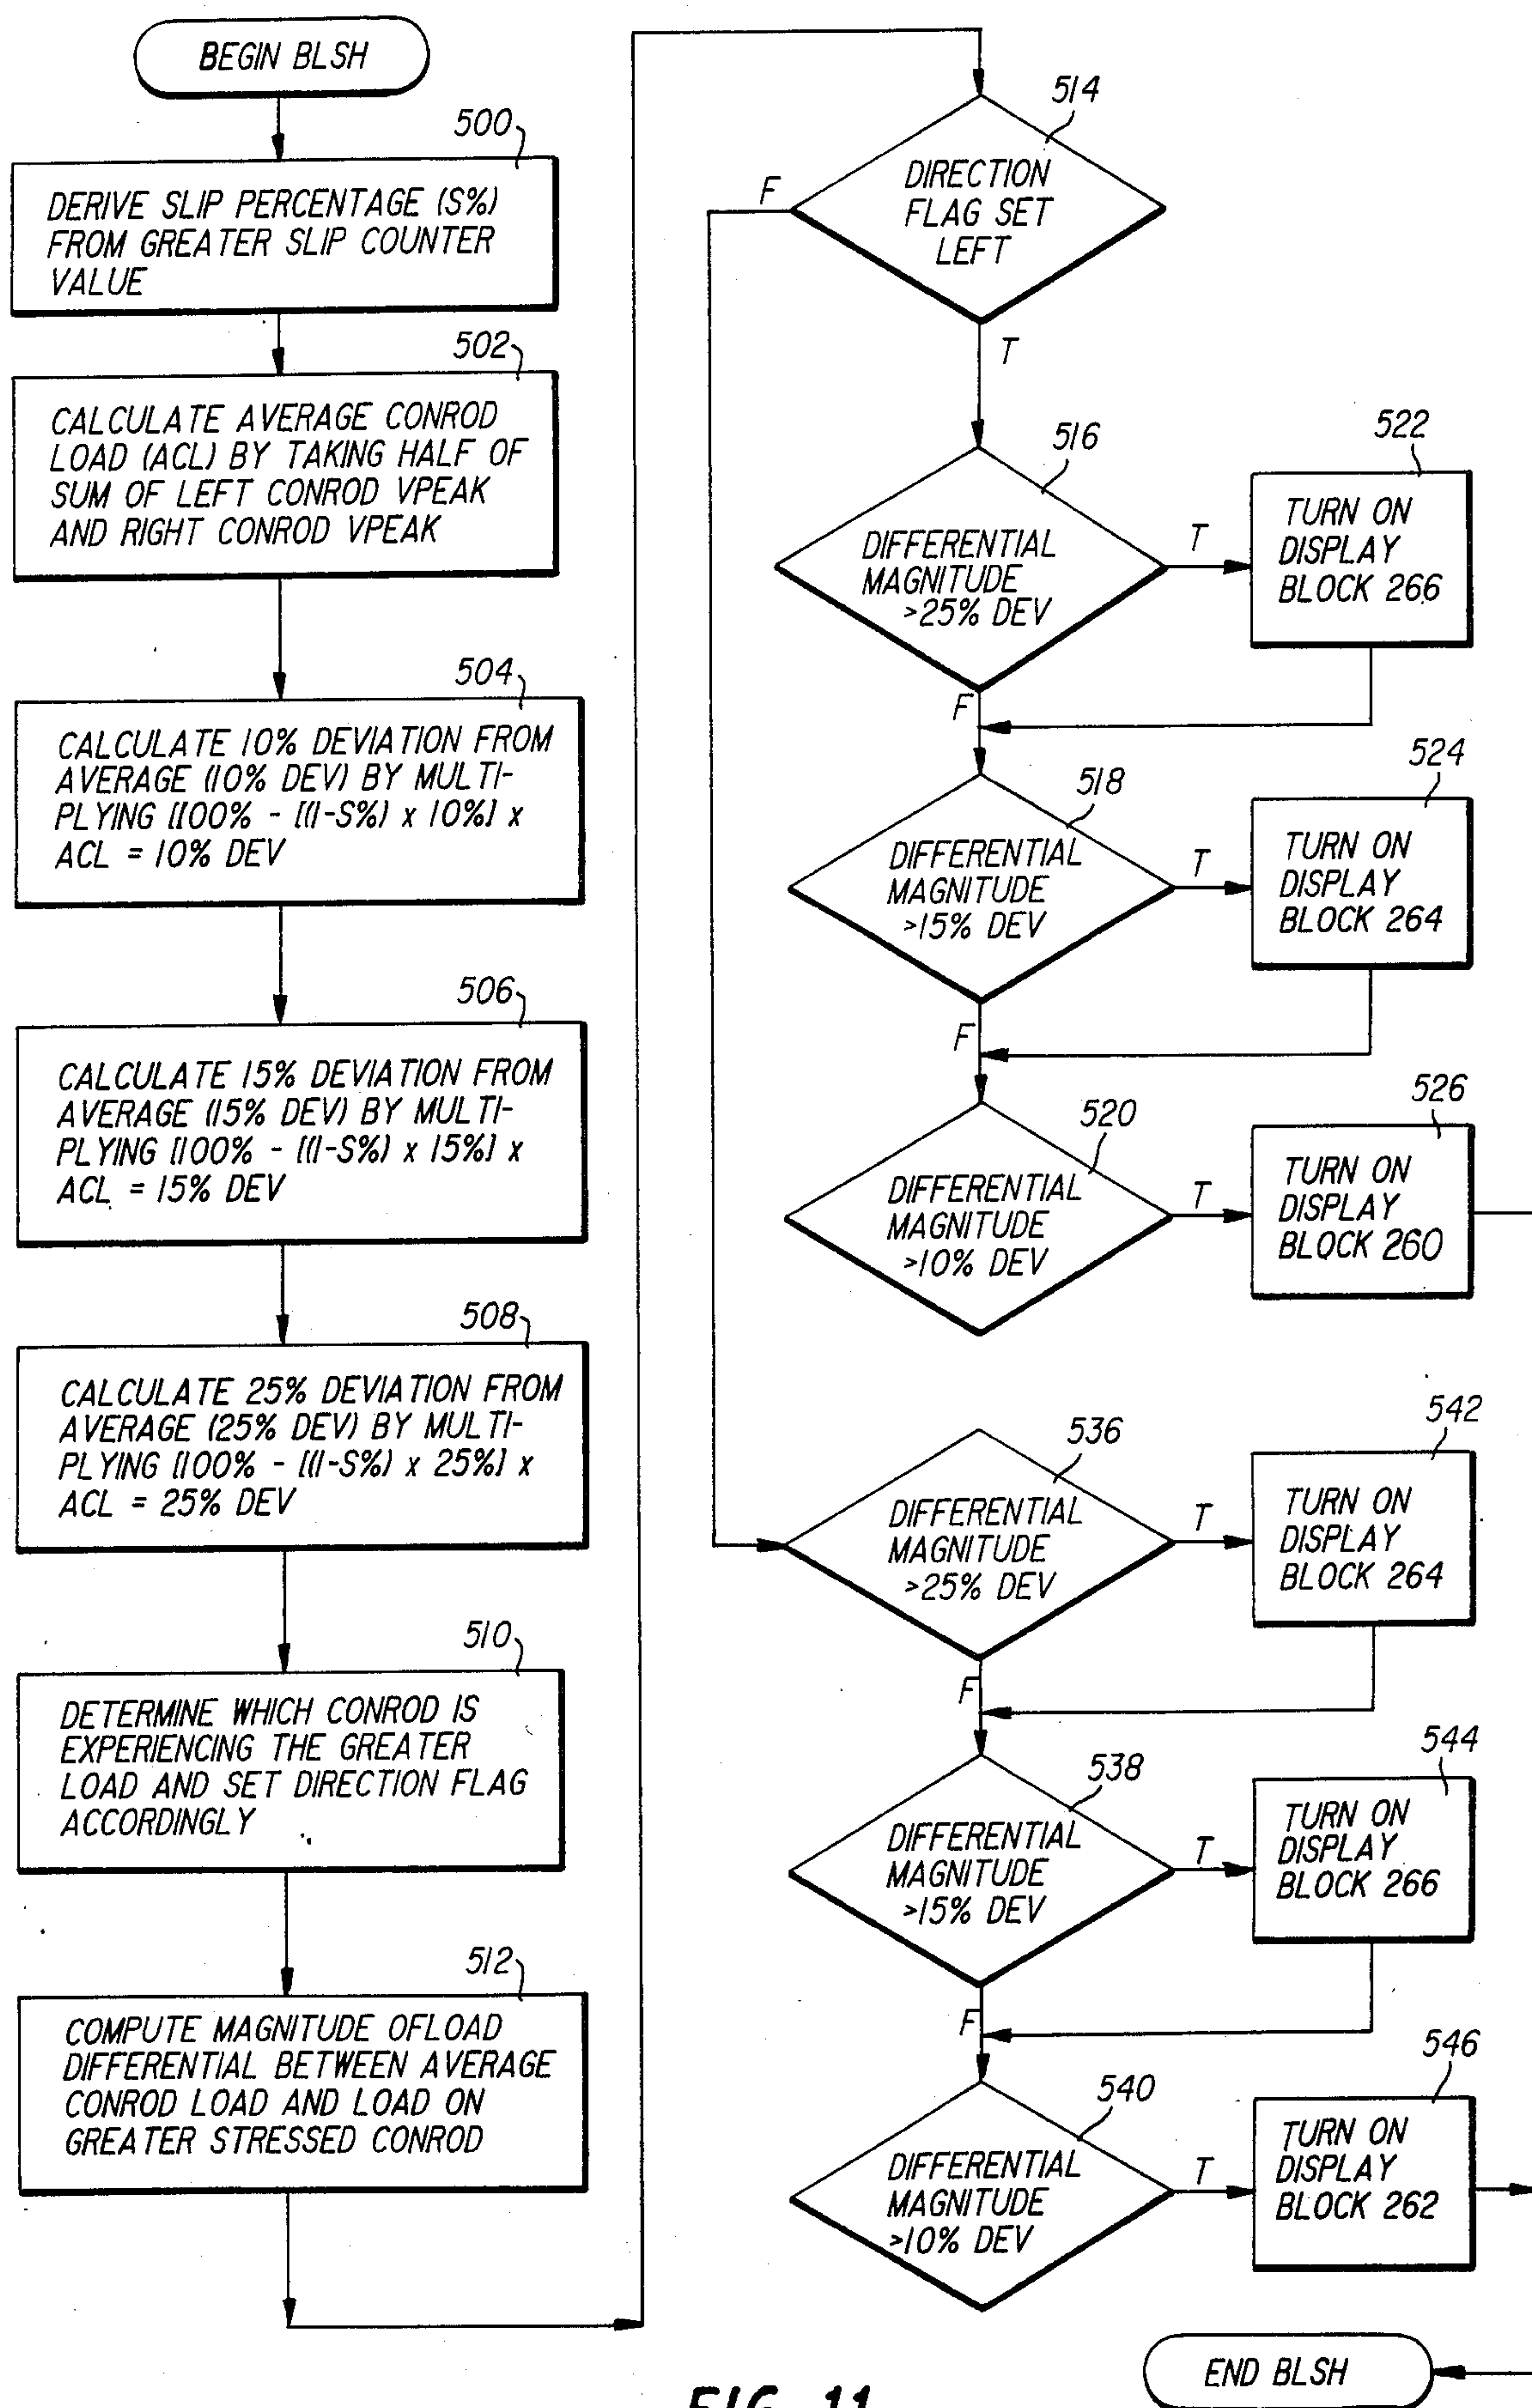 BEGIN BLSH
500
DERIVE SLIP PERCENTAGE (S%)
FROM GREATER SLIP COUNTER
VALUE
502
CALCULATE AVERAGE CONROD
LOAD (ACL) BY TAKING HALF OF
SUM OF LEFT CONROD VPEAK
AND RIGHT CONROD VPEAK
504
CALCULATE 10% DEVIATION FROM
AVERAGE (10% DEV) BY MULTI-
PLYING [100% - [(1-S%) x 10%] x
ACL = 10% DEV
506
CALCULATE 15% DEVIATION FROM
AVERAGE (15% DEV) BY MULTI-
PLYING [100% - [(1-S%) x 15%] x
ACL = 15% DEV
508
CALCULATE 25% DEVIATION FROM
AVERAGE (25% DEV) BY MULTI-
PLYING [100% - [(1-S%) x 25%] x
ACL = 25% DEV
510
DETERMINE WHICH CONROD IS
EXPERIENCING THE GREATER
LOAD AND SET DIRECTION FLAG
ACCORDINGLY
512
COMPUTE MAGNITUDE OFLOAD
DIFFERENTIAL BETWEEN AVERAGE
CONROD LOAD AND LOAD ON
GREATER STRESSED CONROD
514
DIRECTION
FLAG SET
LEFT
F
T
516
DIFFERENTIAL
MAGNITUDE
>25% DEV
T
F
522
TURN ON
DISPLAY
BLOCK 266
518
DIFFERENTIAL
MAGNITUDE
>15% DEV
T
F
524
TURN ON
DISPLAY
BLOCK 264
520
DIFFERENTIAL
MAGNITUDE
>10% DEV
T
526
TURN ON
DISPLAY
BLOCK 260
536
DIFFERENTIAL
MAGNITUDE
>25% DEV
T
F
542
TURN ON
DISPLAY
BLOCK 264
538
DIFFERENTIAL
MAGNITUDE
>15% DEV
T
F
544
TURN ON
DISPLAY
BLOCK 266
540
DIFFERENTIAL
MAGNITUDE
>10% DEV
T
546
TURN ON
DISPLAY
BLOCK 262
END BLSH
FIG. 11